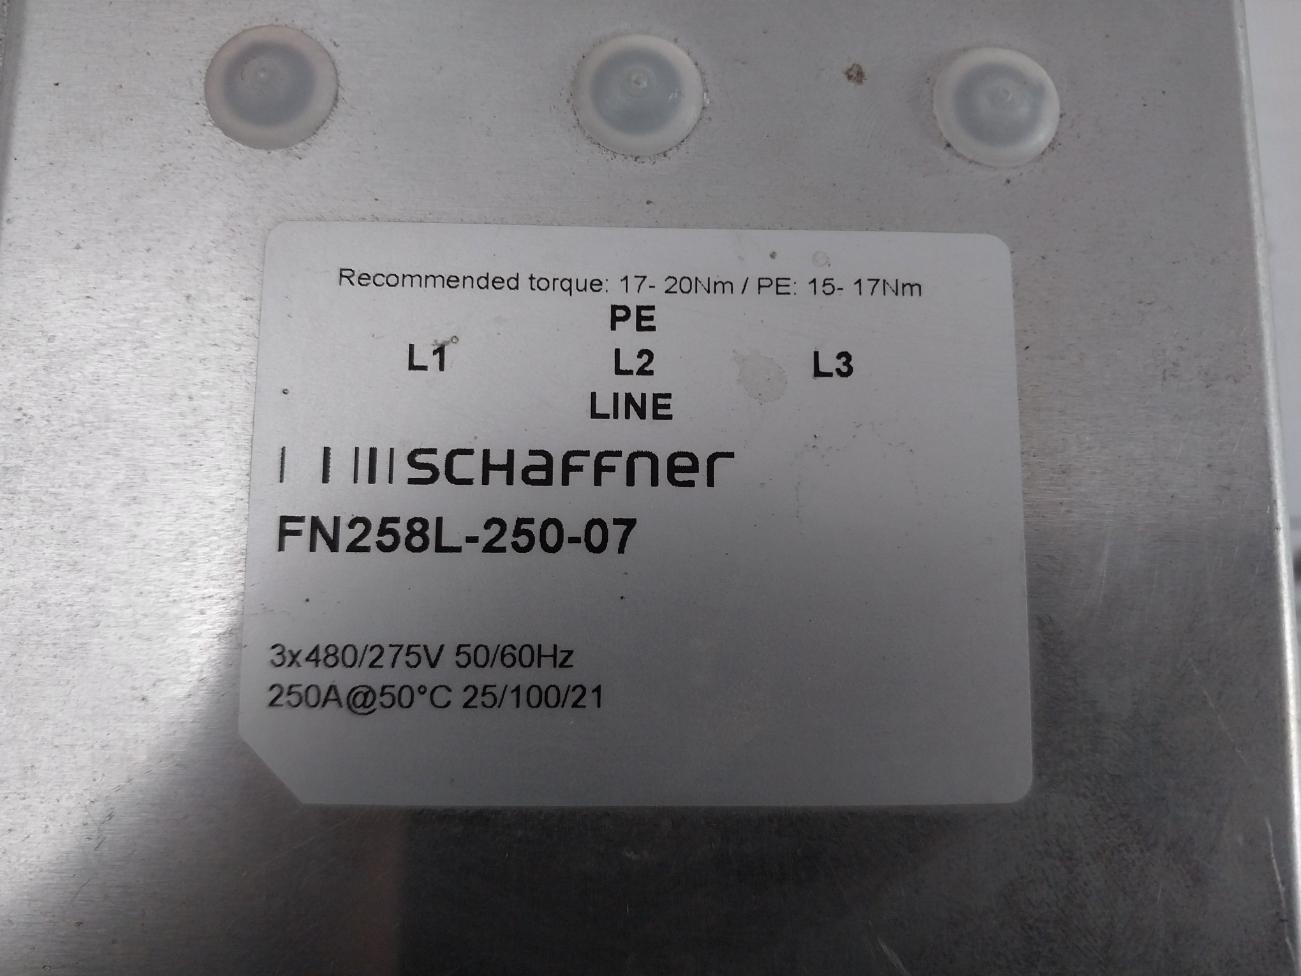 Recommended torque: 17- 20Nm / PE: 15- 17Nm
PE
L1 L2 L3
LINE
SCHaFFner
FN258L-250-07
3x480/275V 50/60Hz
250A@50°C 25/100/21